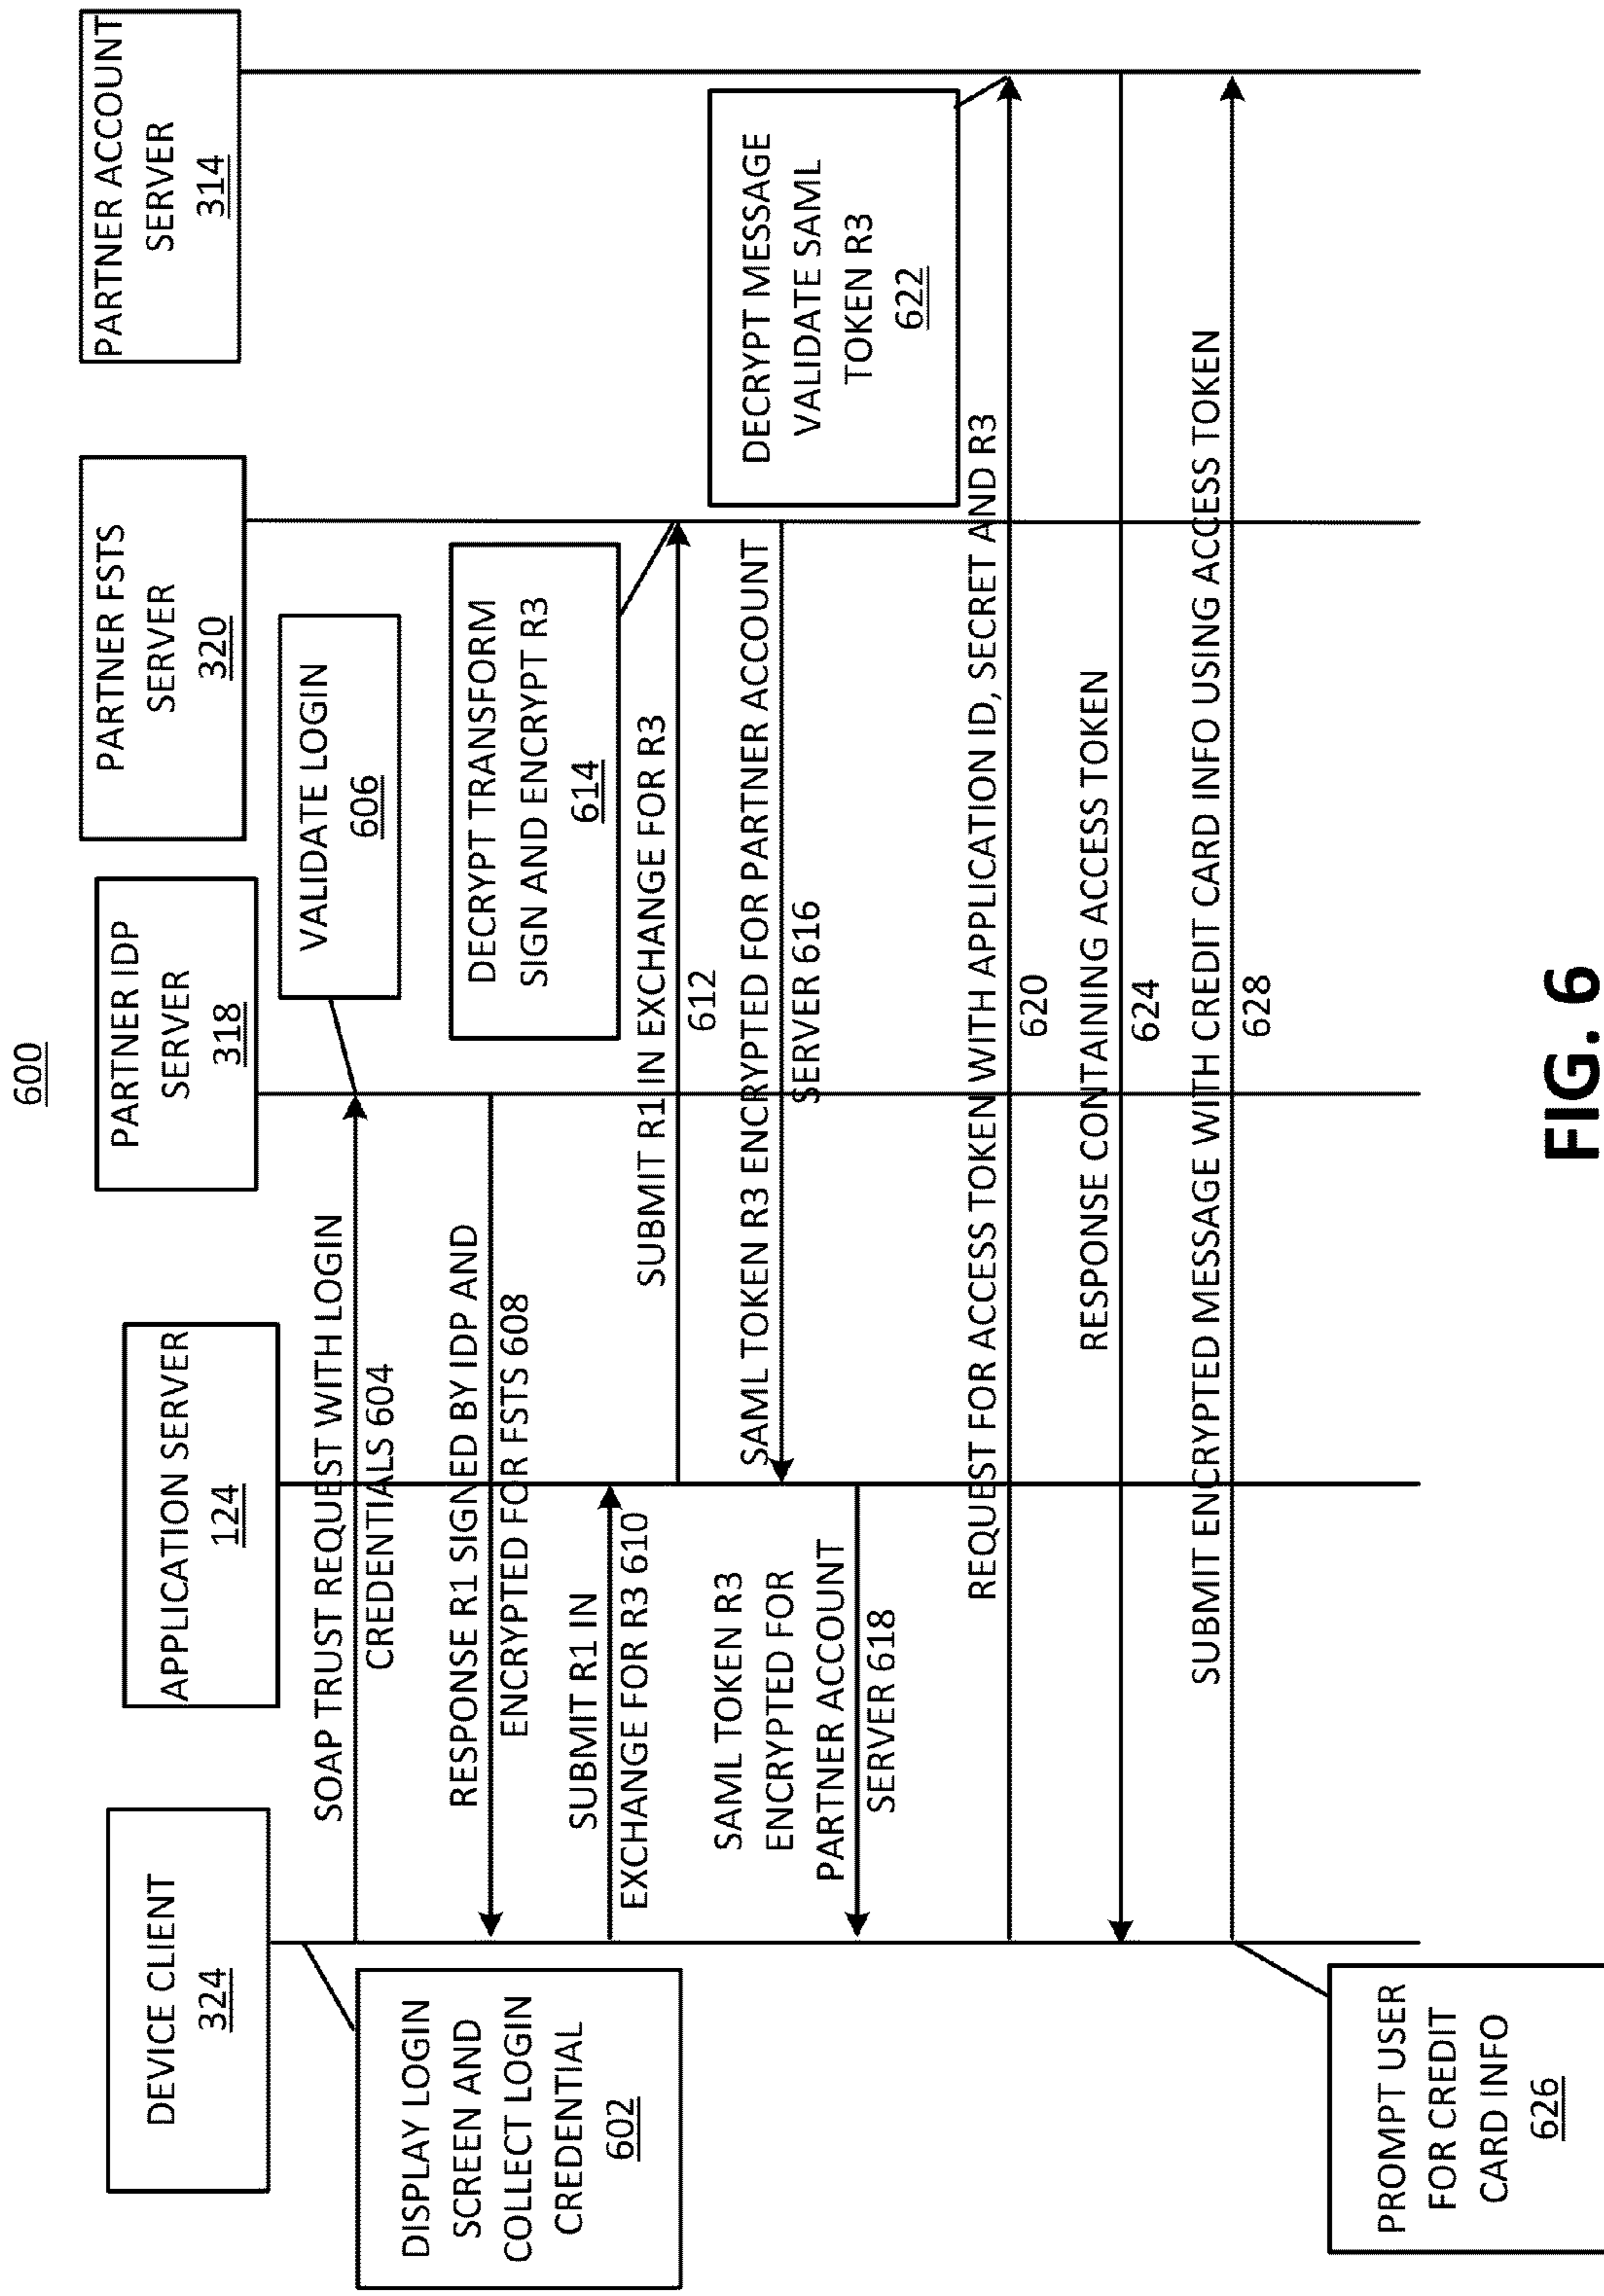 600
DEVICE CLIENT
324
APPLICATION SERVER
124
PARTNER IDP
SERVER
318
PARTNER FSTS
SERVER
320
PARTNER ACCOUNT
SERVER
314
DISPLAY LOGIN
SCREEN AND
COLLECT LOGIN
CREDENTIAL
602
SOAP TRUST REQUEST WITH LOGIN
CREDENTIALS 604
VALIDATE LOGIN
606
RESPONSE R1 SIGNED BY IDP AND
ENCRYPTED FOR FSTS 608
SUBMIT R1 IN
EXCHANGE FOR R3 610
SUBMIT R1 IN EXCHANGE FOR R3
612
DECRYPT TRANSFORM
SIGN AND ENCRYPT R3
614
SAML TOKEN R3 ENCRYPTED FOR PARTNER ACCOUNT
SERVER 616
SAML TOKEN R3
ENCRYPTED FOR
PARTNER ACCOUNT
SERVER 618
REQUEST FOR ACCESS TOKEN WITH APPLICATION ID, SECRET AND R3
620
DECRYPT MESSAGE
VALIDATE SAML
TOKEN R3
622
RESPONSE CONTAINING ACCESS TOKEN
624
PROMPT USER
FOR CREDIT
CARD INFO
626
SUBMIT ENCRYPTED MESSAGE WITH CREDIT CARD INFO USING ACCESS TOKEN
628
FIG. 6